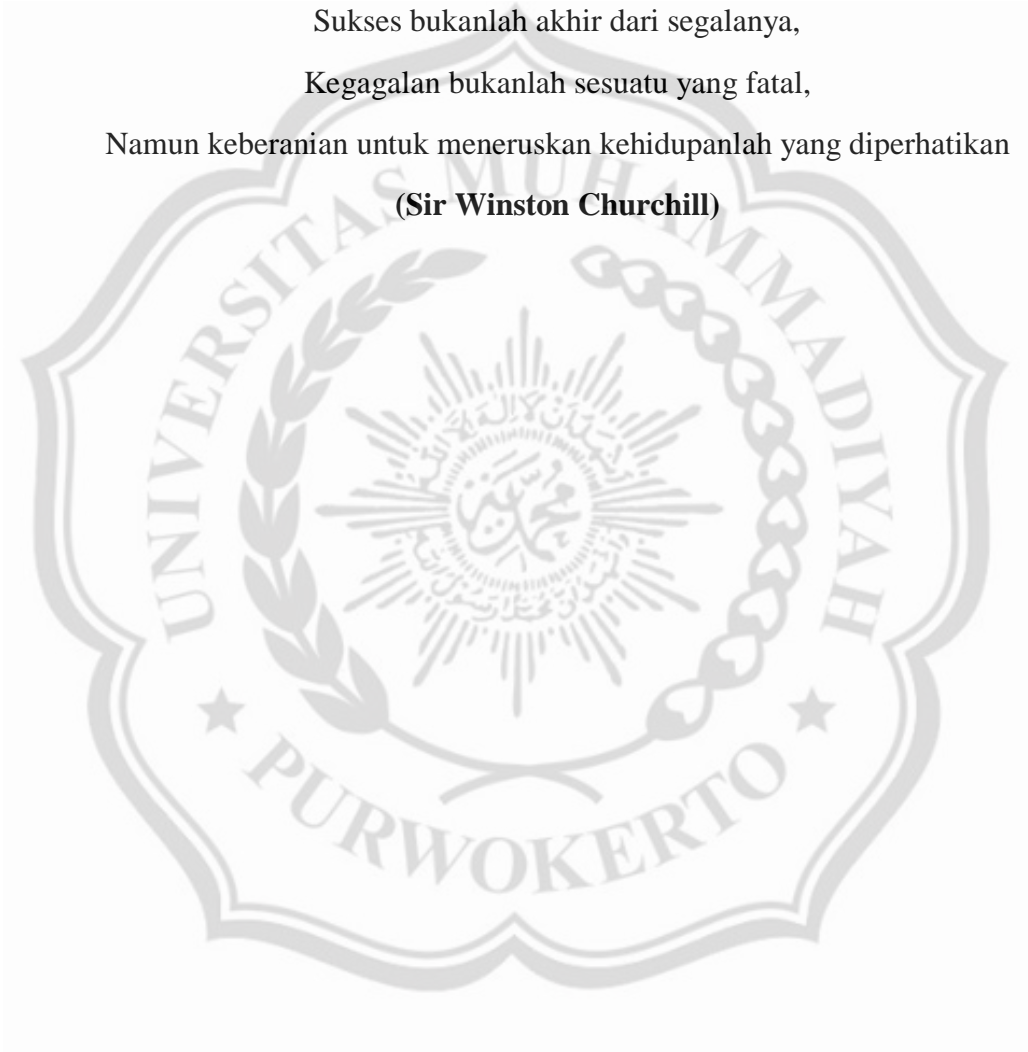 Sukses bukanlah akhir dari segalanya,
Kegagalan bukanlah sesuatu yang fatal,
Namun keberanian untuk meneruskan kehidupanlah yang diperhatikan
(Sir Winston Churchill)
UNIVERSITAS MUHAMMADIYAH
PURWOKERTO
محمدية